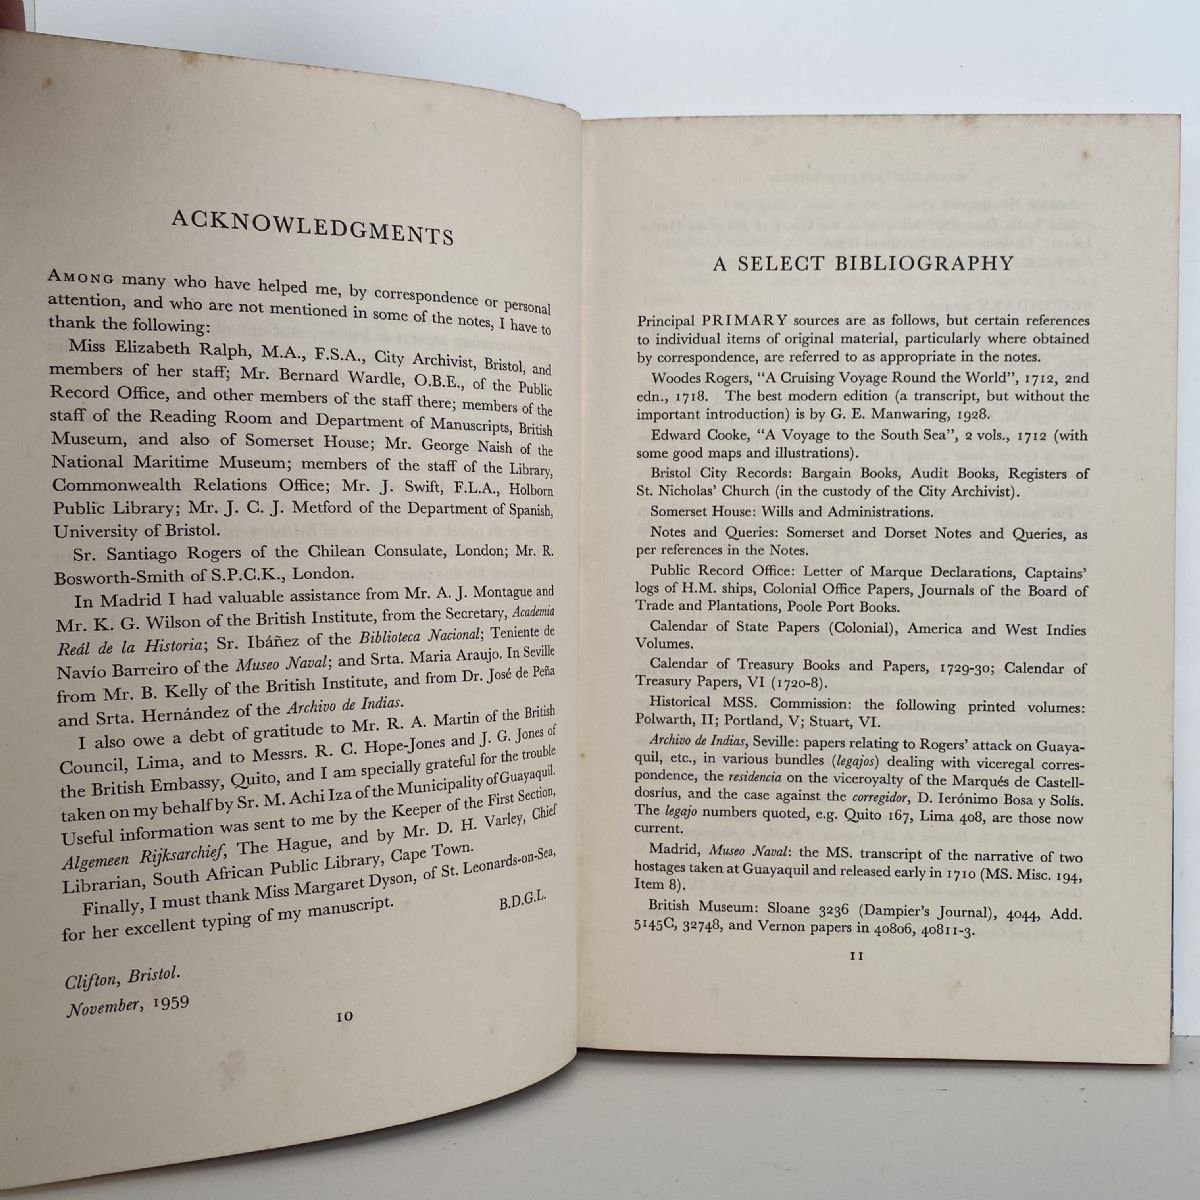 ACKNOWLEDGMENTS
AMONG many who have helped me, by correspondence or personal
attention, and who are not mentioned in some of the notes, I have to
thank the following:
Miss Elizabeth Ralph, M.A., F.S.A., City Archivist, Bristol, and
members of her staff; Mr. Bernard Wardle, O.B.E., of the Public
Record Office, and other members of the staff there; members of the
staff of the Reading Room and Department of Manuscripts, British
Museum, and also of Somerset House; Mr. George Naish of the
National Maritime Museum; members of the staff of the Library,
Commonwealth Relations Office; Mr. J. Swift, F.L.A., Holborn
Public Library; Mr. J. C. J. Metford of the Department of Spanish,
University of Bristol.
Sr. Santiago Rogers of the Chilean Consulate, London; Mr. R.
Bosworth-Smith of S.P.C.K., London.
In Madrid I had valuable assistance from Mr. A. J. Montague and
Mr. K. G. Wilson of the British Institute, from the Secretary, Academia
Reál de la Historia; Sr. Ibáñez of the Biblioteca Nacional; Teniente de
Navío Barreiro of the Museo Naval; and Srta. Maria Araujo. In Seville
from Mr. B. Kelly of the British Institute, and from Dr. José de Peña
and Srta. Hernández of the Archivo de Indias.
I also owe a debt of gratitude to Mr. R. A. Martin of the British
Council, Lima, and to Messrs. R. C. Hope-Jones and J. G. Jones of
the British Embassy, Quito, and I am specially grateful for the trouble
taken on my behalf by Sr. M. Achi Iza of the Municipality of Guayaquil.
Useful information was sent to me by the Keeper of the First Section,
Algemeen Rijksarchief, The Hague, and by Mr. D. H. Varley, Chief
Librarian, South African Public Library, Cape Town.
Finally, I must thank Miss Margaret Dyson, of St. Leonards-on-Sea,
for her excellent typing of my manuscript.
B.D.G.L.
Clifton, Bristol.
November, 1959
10
A SELECT BIBLIOGRAPHY
Principal PRIMARY sources are as follows, but certain references
to individual items of original material, particularly where obtained
by correspondence, are referred to as appropriate in the notes.
Woodes Rogers, "A Cruising Voyage Round the World", 1712, 2nd
edn., 1718. The best modern edition (a transcript, but without the
important introduction) is by G. E. Manwaring, 1928.
Edward Cooke, "A Voyage to the South Sea", 2 vols., 1712 (with
some good maps and illustrations).
Bristol City Records: Bargain Books, Audit Books, Registers of
St. Nicholas' Church (in the custody of the City Archivist).
Somerset House: Wills and Administrations.
Notes and Queries: Somerset and Dorset Notes and Queries, as
per references in the Notes.
Public Record Office: Letter of Marque Declarations, Captains'
logs of H.M. ships, Colonial Office Papers, Journals of the Board of
Trade and Plantations, Poole Port Books.
Calendar of State Papers (Colonial), America and West Indies
Volumes.
Calendar of Treasury Books and Papers, 1729-30; Calendar of
Treasury Papers, VI (1720-8).
Historical MSS. Commission: the following printed volumes:
Polwarth, II; Portland, V; Stuart, VI.
Archivo de Indias, Seville: papers relating to Rogers' attack on Guaya-
quil, etc., in various bundles (legajos) dealing with viceregal corres-
pondence, the residencia on the viceroyalty of the Marqués de Castell-
dosríus, and the case against the corregidor, D. Ierónimo Bosa y Solís.
The legajo numbers quoted, e.g. Quito 167, Lima 408, are those now
current.
Madrid, Museo Naval: the MS. transcript of the narrative of two
hostages taken at Guayaquil and released early in 1710 (MS. Misc. 194,
Item 8).
British Museum: Sloane 3236 (Dampier's Journal), 4044, Add.
5145C, 32748, and Vernon papers in 40806, 40811-3.
11